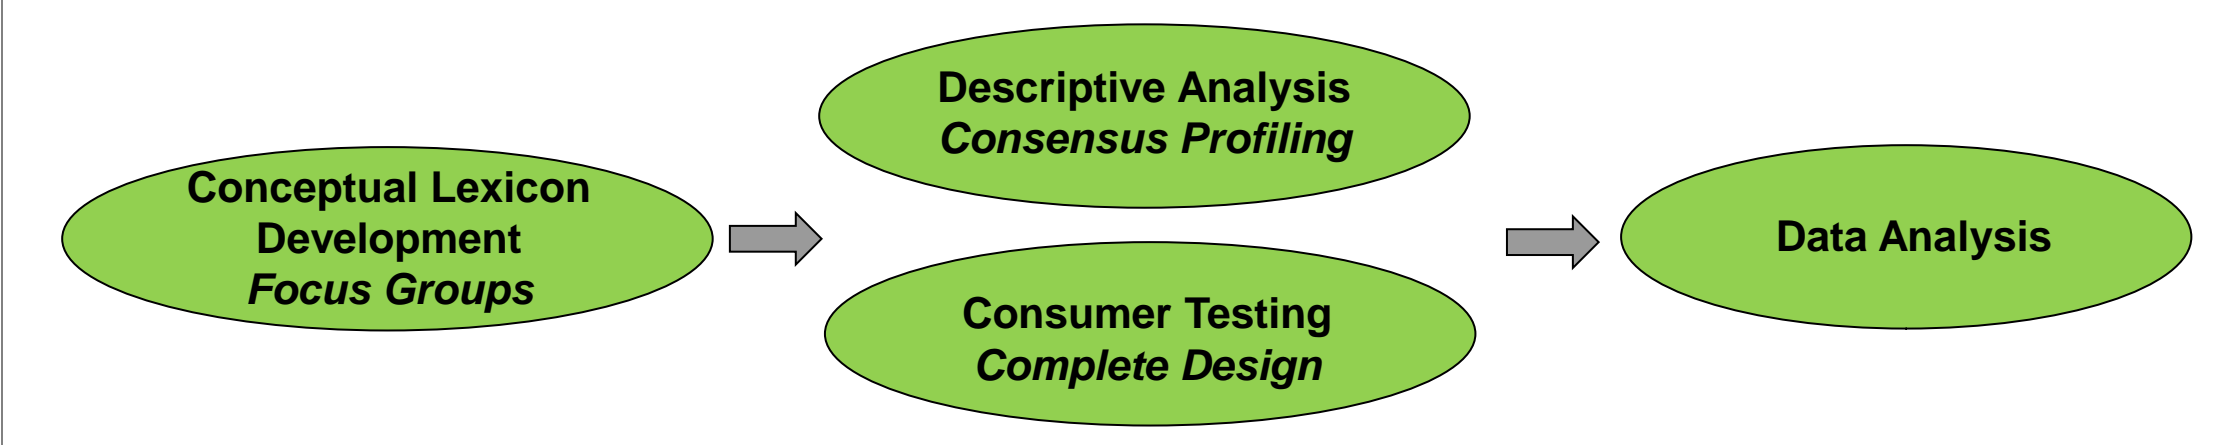 Conceptual Lexicon
Development
Focus Groups
Descriptive Analysis
Consensus Profiling
Consumer Testing
Complete Design
Data Analysis